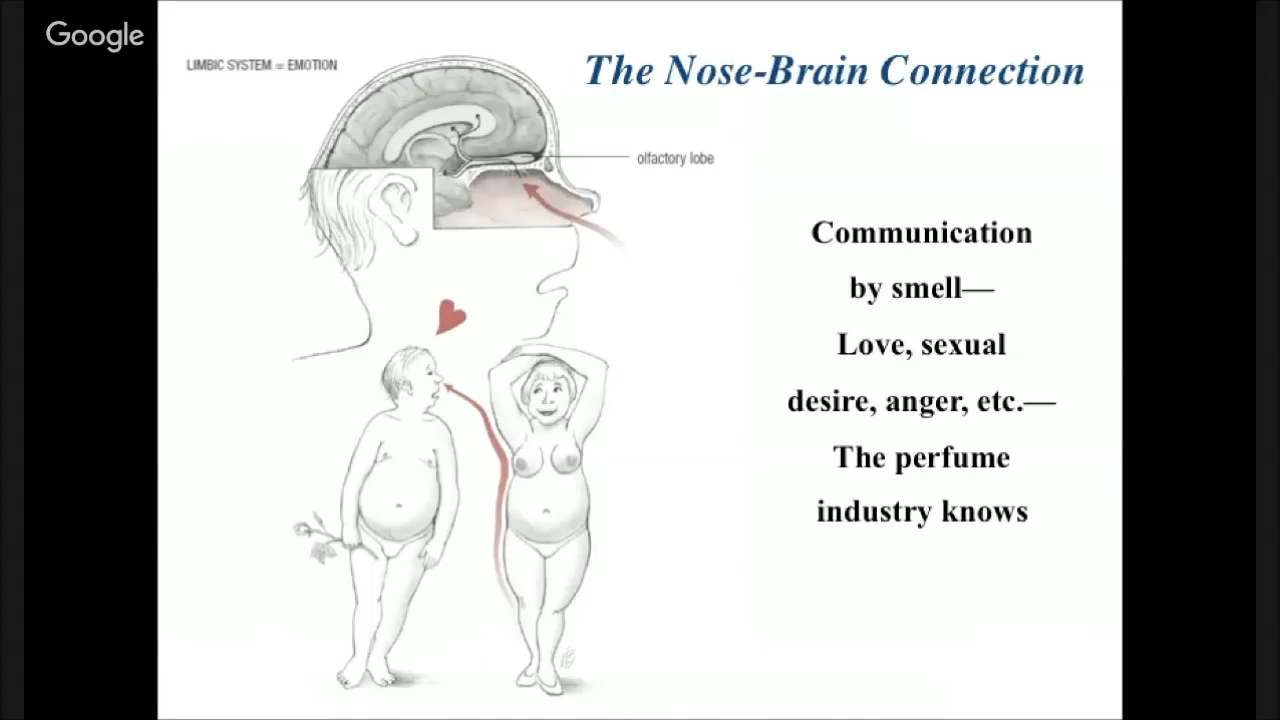 Google
LIMBIC SYSTEM = EMOTION
The Nose-Brain Connection
olfactory lobe
Communication
by smell—
Love, sexual
desire, anger, etc.—
The perfume
industry knows